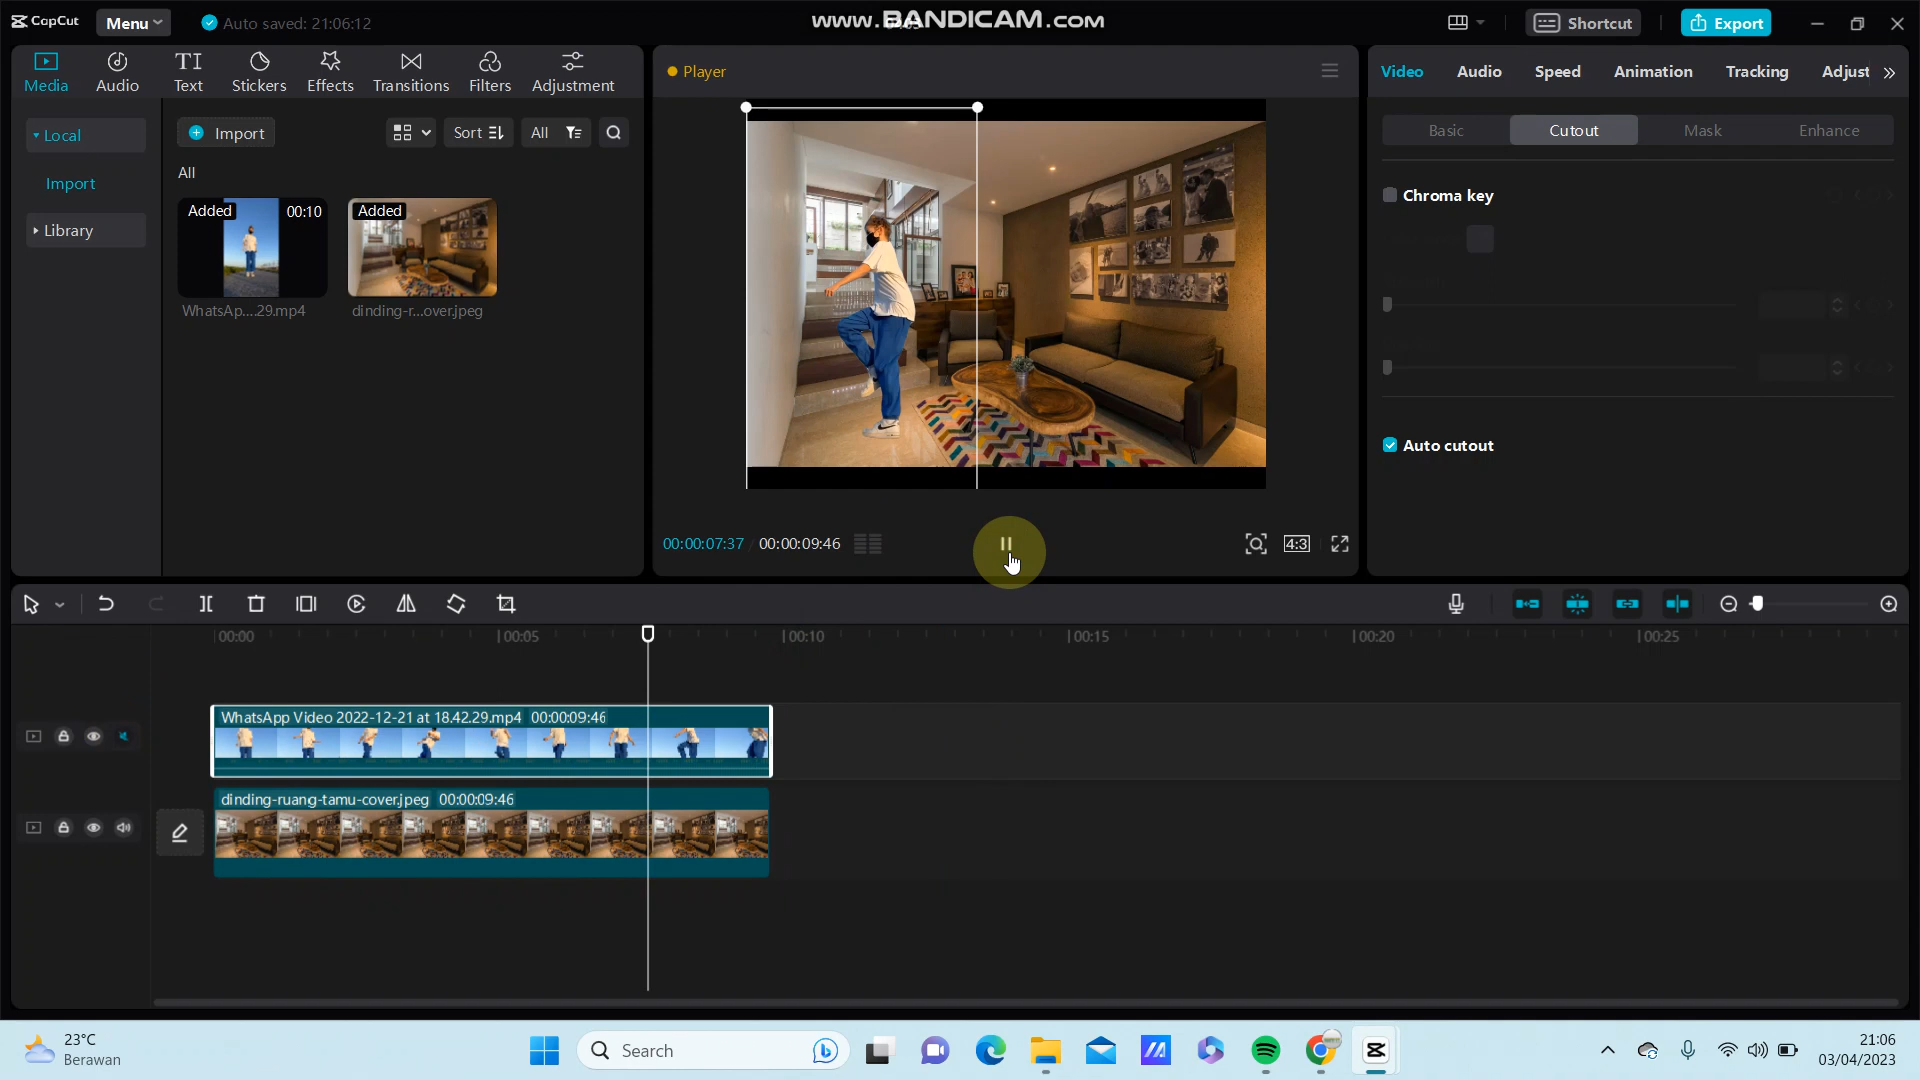 CapCut
Menu
Auto saved: 21:06:12
www.BANDICAM.com
Shortcut
Export
Media
Audio
Text
Stickers
Effects
Transitions
Filters
Adjustment
Player
Video
Audio
Speed
Animation
Tracking
Adjust
Local
Import
Sort
All
Basic
Cutout
Mask
Enhance
All
Import
Library
Added
00:10
Added
WhatsAp....29.mp4
dinding-r...over.jpeg
Chroma key
Auto cutout
00:00:07:37
00:00:09:46
4:3
00:00
00:05
00:10
00:15
00:20
00:25
WhatsApp Video 2022-12-21 at 18.42.29.mp4 00:00:09:46
dinding-ruang-tamu-cover.jpeg 00:00:09:46
23°C
Berawan
Search
21:06
03/04/2023